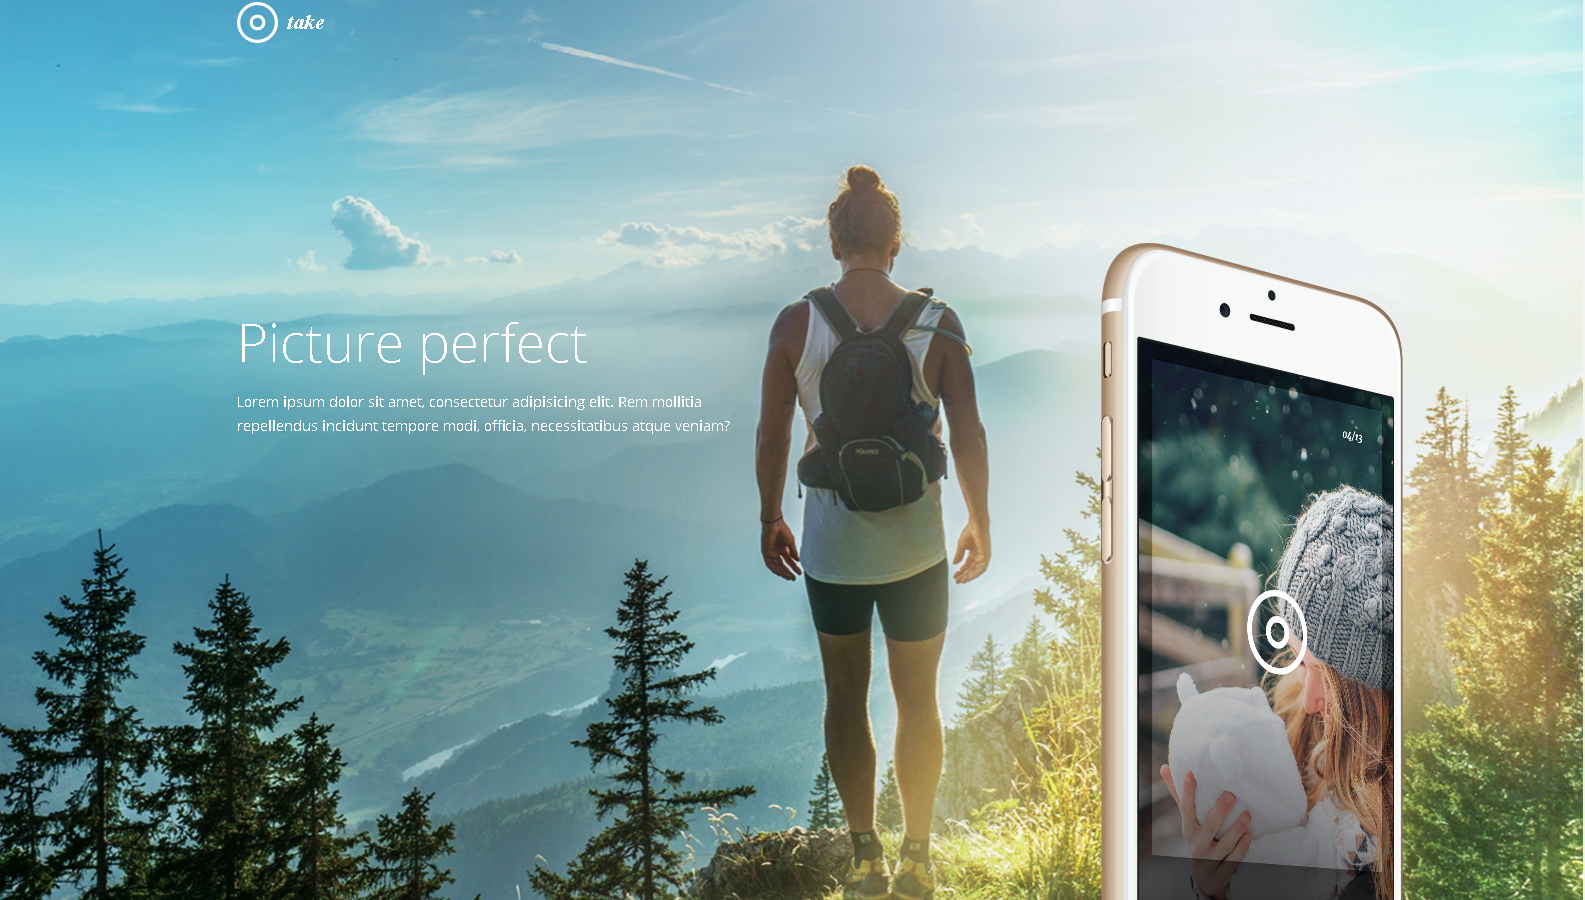 take
Picture perfect
Lorem ipsum dolor sit amet, consectetur adipisicing elit. Rem mollitia
repellendus incidunt tempore modi, officia, necessitatibus atque veniam?
04/13